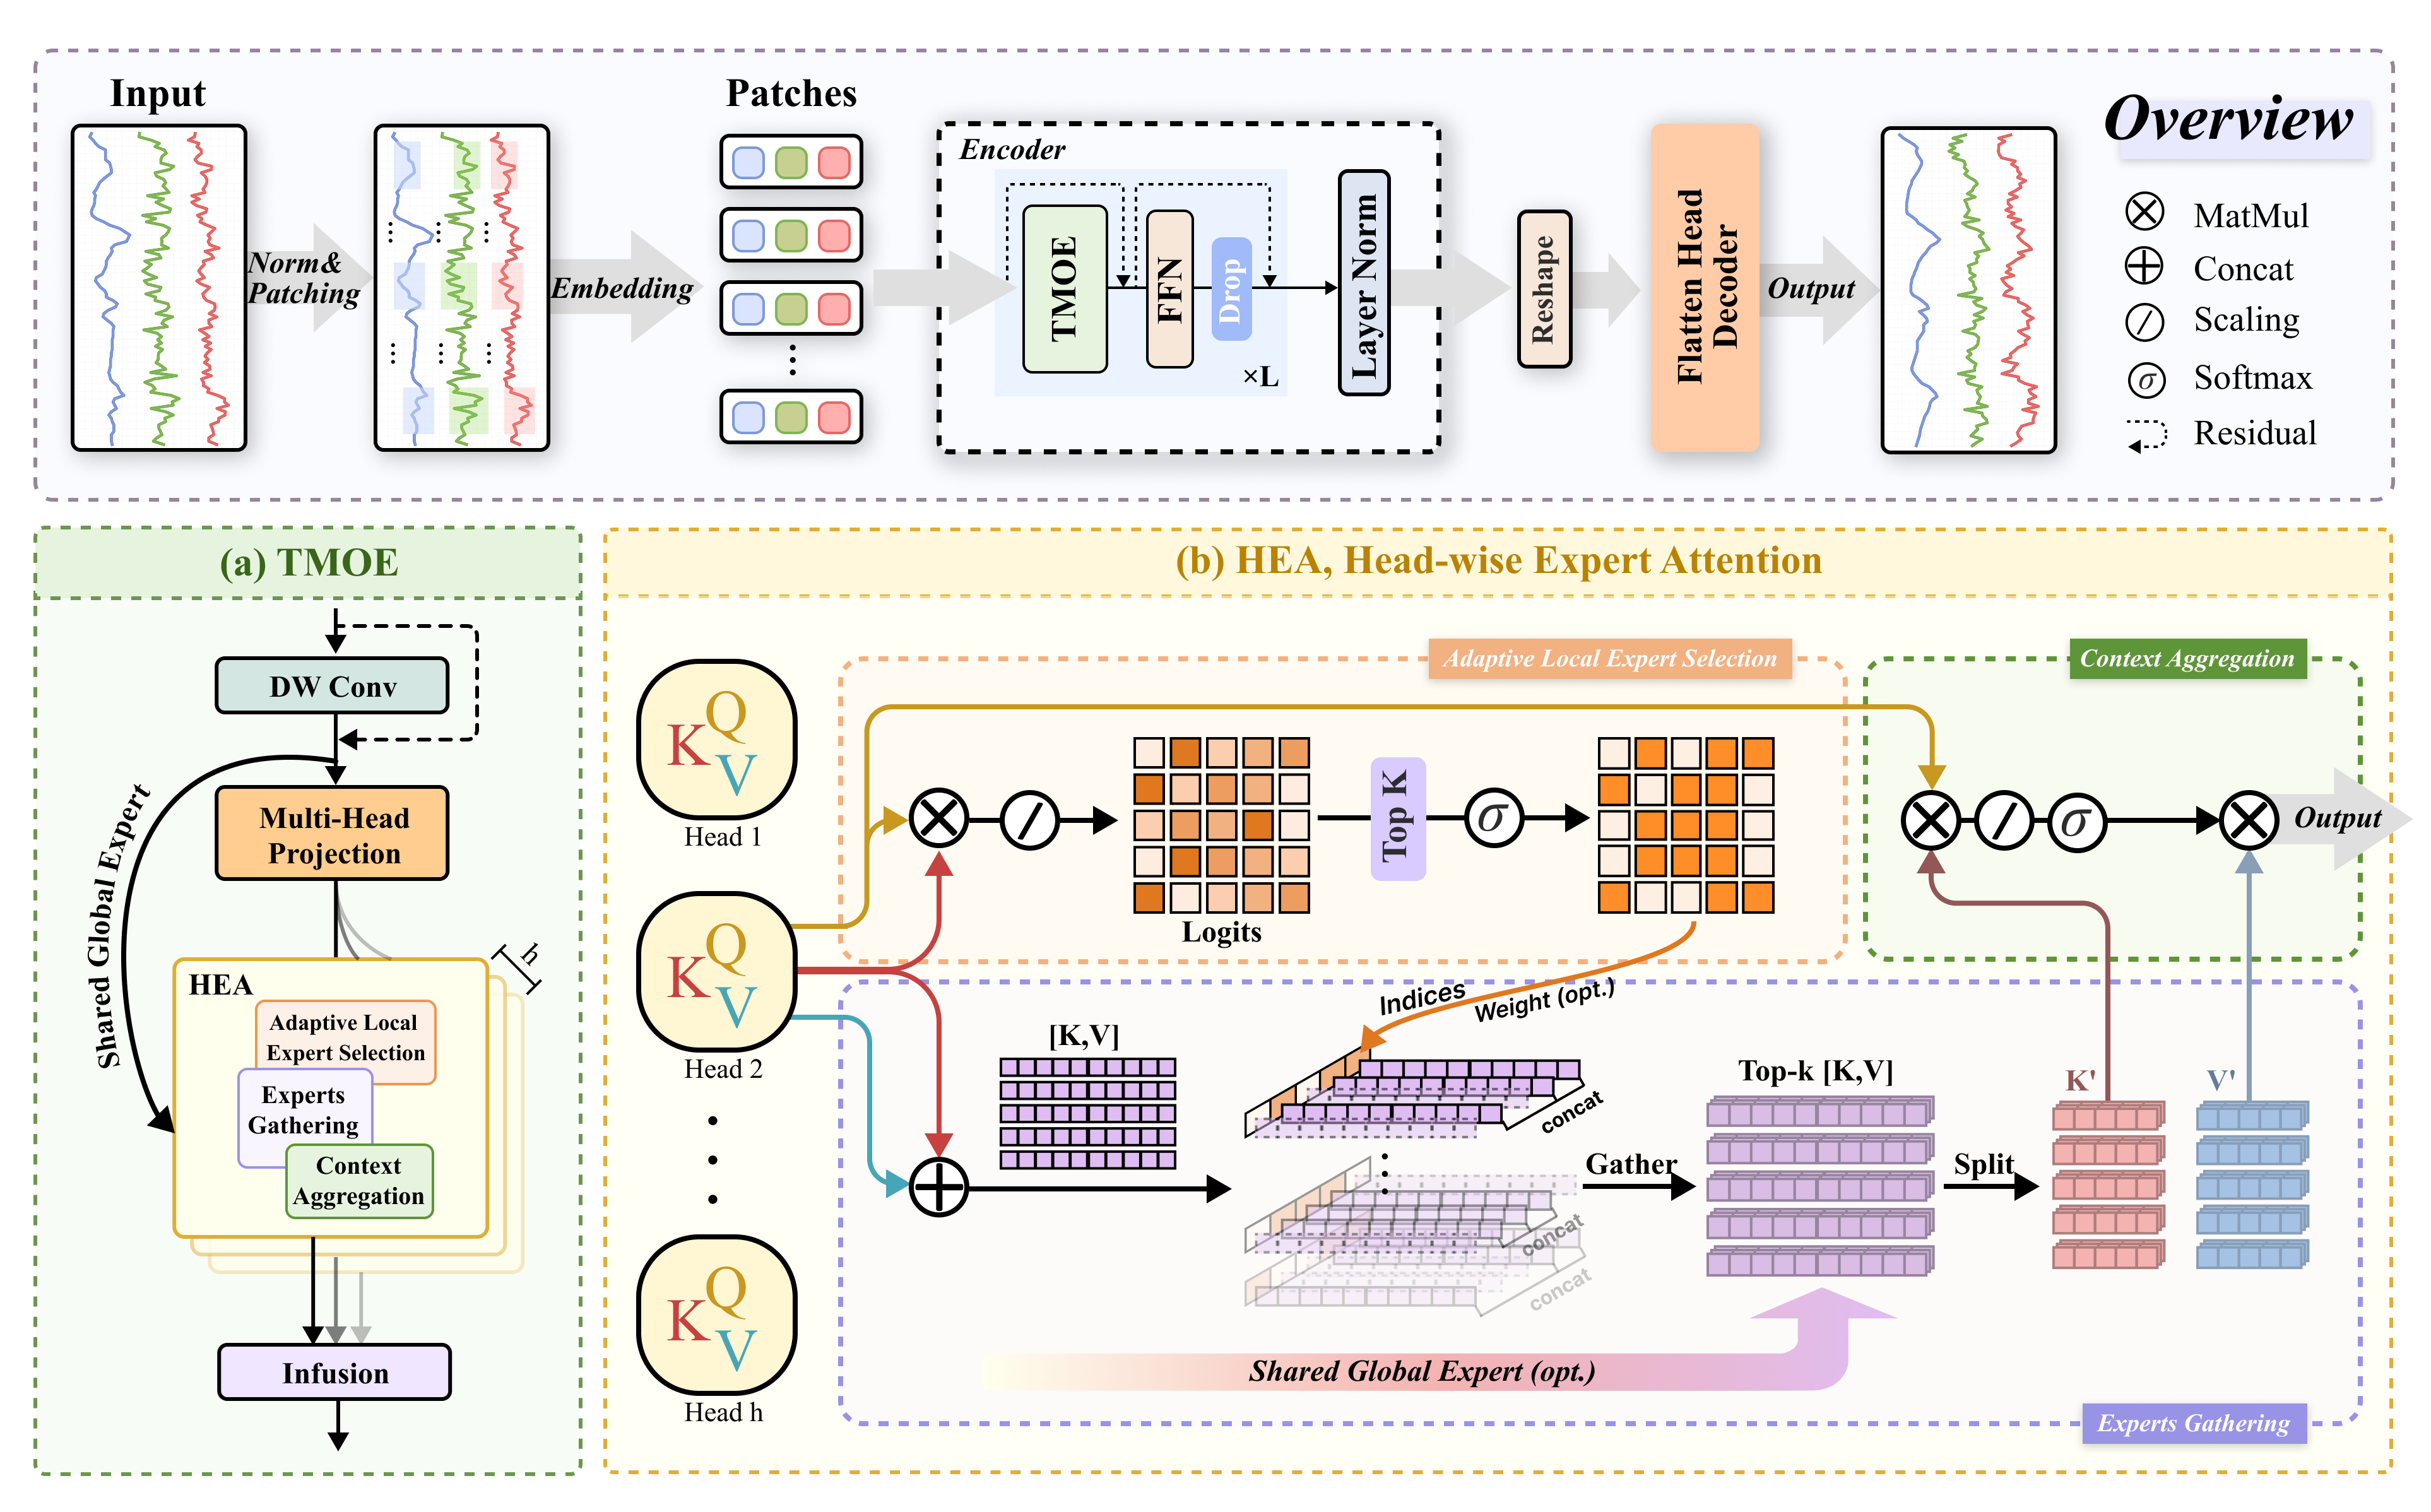 Input
Norm&
Patching
Embedding
Patches
Encoder
TMOE
FFN
Drop
×L
Layer Norm
Reshape
Flatten Head
Decoder
Output
Overview
MatMul
Concat
Scaling
σ Softmax
Residual
(a) TMOE
DW Conv
Multi-Head
Projection
Shared Global Expert
h
HEA
Adaptive Local
Expert Selection
Experts
Gathering
Context
Aggregation
Infusion
(b) HEA, Head-wise Expert Attention
Q
K
V
Head 1
Q
K
V
Head 2
Q
K
V
Head h
Adaptive Local Expert Selection
Logits
Top K
σ
Context Aggregation
σ
Output
Indices
Weight (opt.)
[K,V]
concat
concat
concat
Gather
Top-k [K,V]
Split
K'
V'
Shared Global Expert (opt.)
Experts Gathering